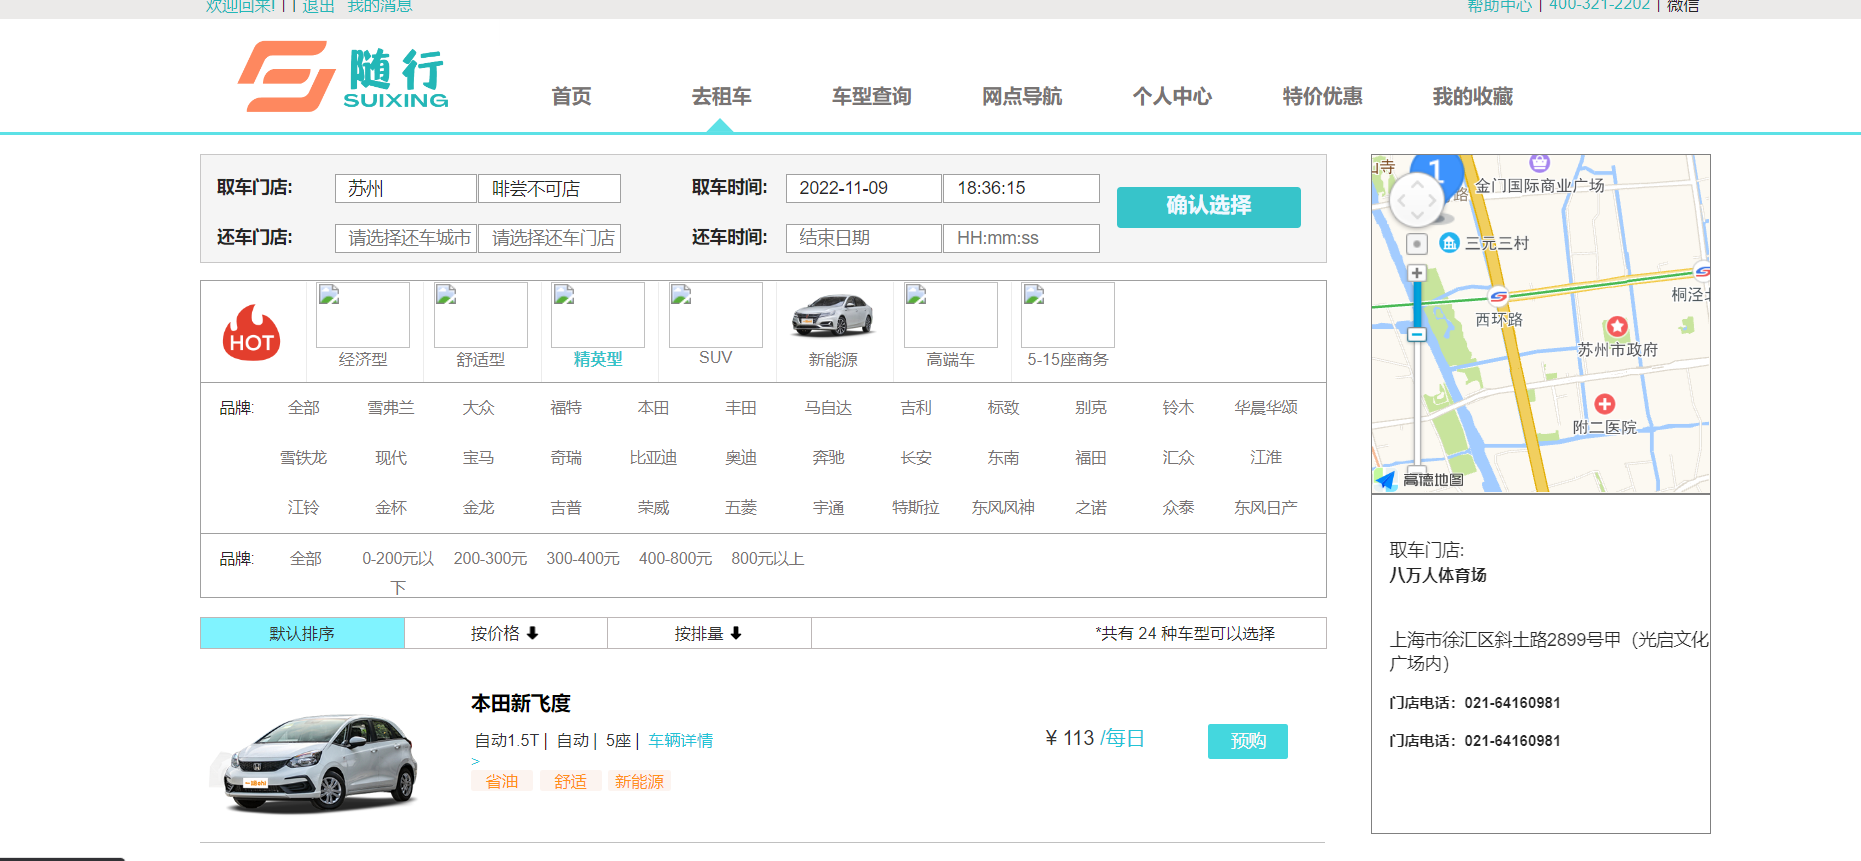 欢迎回来! | | 退出 我的消息
帮助中心 | 400-321-2202 | 微信
随行
SUIXING
首页 去租车 车型查询 网点导航 个人中心 特价优惠 我的收藏
取车门店: 苏州 啡尝不可店 取车时间: 2022-11-09 18:36:15
确认选择
还车门店: 请选择还车城市 请选择还车门店 还车时间: 结束日期 HH:mm:ss
HOT
经济型 舒适型 精英型 SUV 新能源 高端车 5-15座商务
品牌: 全部 雪弗兰 大众 福特 本田 丰田 马自达 吉利 标致 别克 铃木 华晨华颂
雪铁龙 现代 宝马 奇瑞 比亚迪 奥迪 奔驰 长安 东南 福田 汇众 江淮
江铃 金杯 金龙 吉普 荣威 五菱 宇通 特斯拉 东风风神 之诺 众泰 东风日产
品牌: 全部 0-200元以下 200-300元 300-400元 400-800元 800元以上
默认排序 按价格 按排量 *共有 24 种车型可以选择
本田新飞度
自动1.5T | 自动 | 5座 | 车辆详情
>
省油 舒适 新能源
¥ 113 /每日
预购
1
寺
路
金门国际商业广场
三元三村
桐泾北
西环路
苏州市政府
附二医院
高德地图
取车门店:
八万人体育场
上海市徐汇区斜土路2899号甲（光启文化
广场内）
门店电话：021-64160981
门店电话：021-64160981